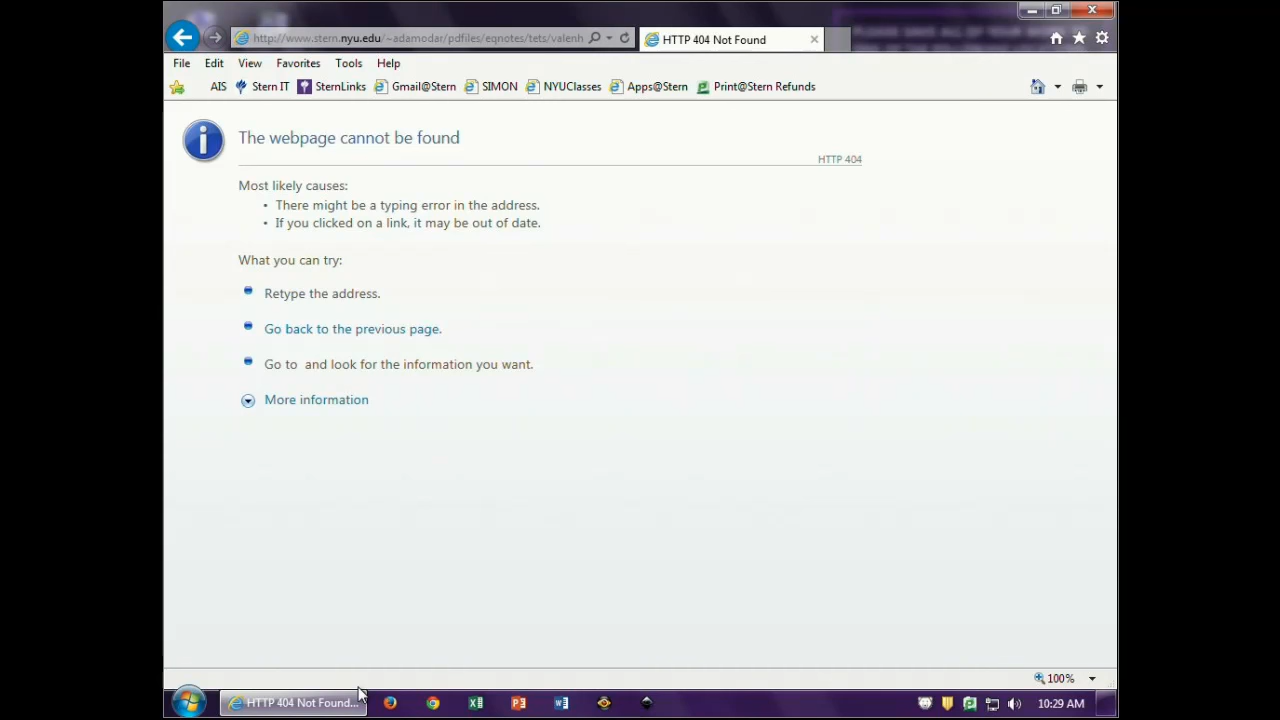 http://www.stern.nyu.edu/~adamodar/pdfiles/eqnotes/tets/valenh
HTTP 404 Not Found
File Edit View Favorites Tools Help
AIS Stern IT SternLinks Gmail@Stern SIMON NYUClasses Apps@Stern Print@Stern Refunds
The webpage cannot be found
HTTP 404
Most likely causes:
• There might be a typing error in the address.
• If you clicked on a link, it may be out of date.
What you can try:
Retype the address.
Go back to the previous page.
Go to and look for the information you want.
More information
100%
HTTP 404 Not Found...
10:29 AM